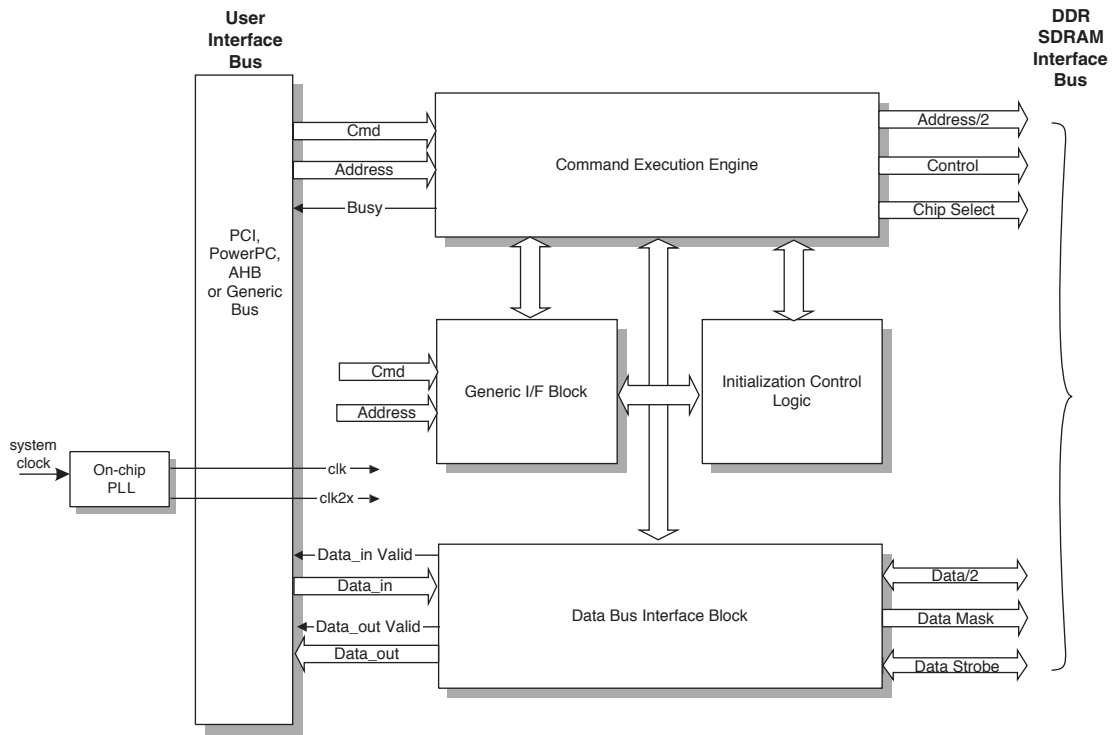 User
Interface
Bus
DDR
SDRAM
Interface
Bus
Cmd
Address
Busy
Command Execution Engine
Address/2
Control
Chip Select
PCI,
PowerPC,
AHB
or Generic
Bus
Cmd
Address
Generic I/F Block
Initialization Control
Logic
system
clock
On-chip
PLL
clk
clk2x
Data_in Valid
Data_in
Data_out Valid
Data_out
Data Bus Interface Block
Data/2
Data Mask
Data Strobe